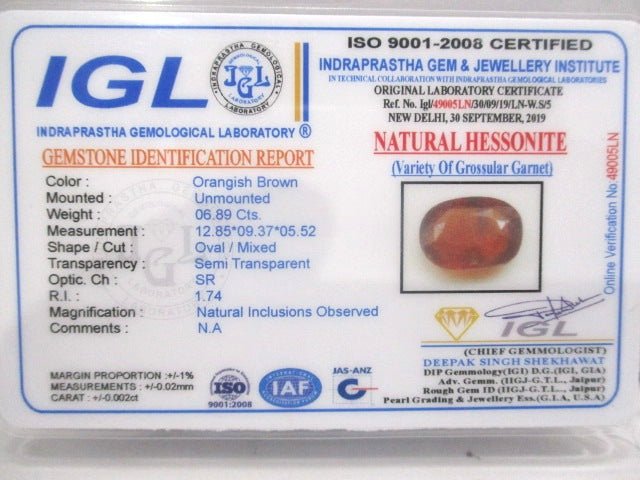 IGL
INDRAPRASTHA GEMOLOGICAL LABORATORY
IGL
INDRAPRASTHA GEMOLOGICAL LABORATORY ®
GEMSTONE IDENTIFICATION REPORT
Color : Orangish Brown
Mounted : Unmounted
Weight : 06.89 Cts.
Measurement : 12.85*09.37*05.52
Shape / Cut : Oval / Mixed
Transparency : Semi Transparent
Optic. Ch : SR
R.I. : 1.74
Magnification : Natural Inclusions Observed
Comments : N.A
MARGIN PROPORTION :+/-1%
MEASUREMENTS : +/-0.02mm
CARAT : +/-0.002ct
ISO
9001:2008
IAF
JAS-ANZ
ISO 9001-2008 CERTIFIED
INDRAPRASTHA GEM & JEWELLERY INSTITUTE
IN TECHNICAL COLLABORATION WITH INDRAPRASTHA GEMOLOGICAL LABORATORIES
ORIGINAL LABORATORY CERTIFICATE
Ref. No. Igl/49005LN/30/09/19/LN-W.S/5
NEW DELHI, 30 SEPTEMBER, 2019
NATURAL HESSONITE
(Variety Of Grossular Garnet)
Online Verification No 49005LN
IGL
(CHIEF GEMMOLOGIST)
DEEPAK SINGH SHEKHAWAT
DIP Gemmology(IGI) D.G.(IGI, GIA)
Adv. Gemm. (IIGJ-G.T.L., Jaipur)
Rough Gem ID (IIGJ-G.T.L., Jaipur)
Pearl Grading & Jewellery Ess.(G.I.A, U.S.A)